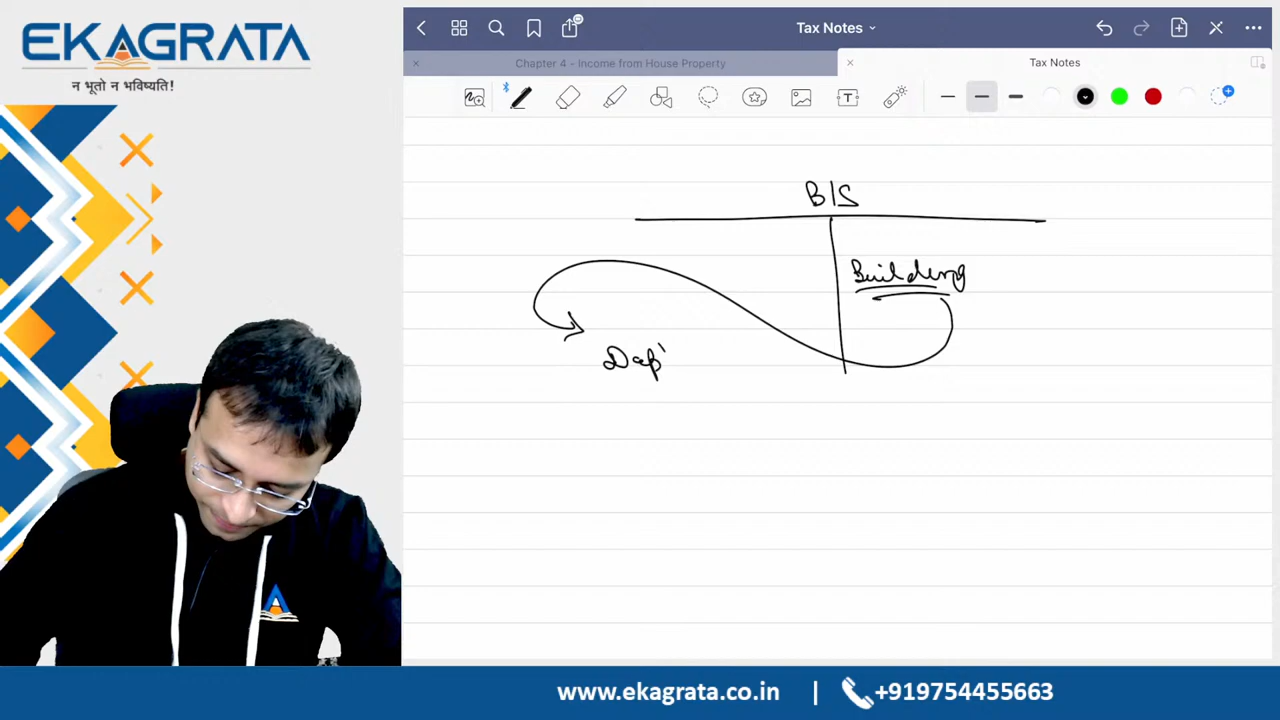 EKAGRATA
न भूतो न भविष्यति!
Tax Notes
Chapter 4 - Income from House Property
Tax Notes
T
B/S
Building
Dep'
www.ekagrata.co.in | +919754455663